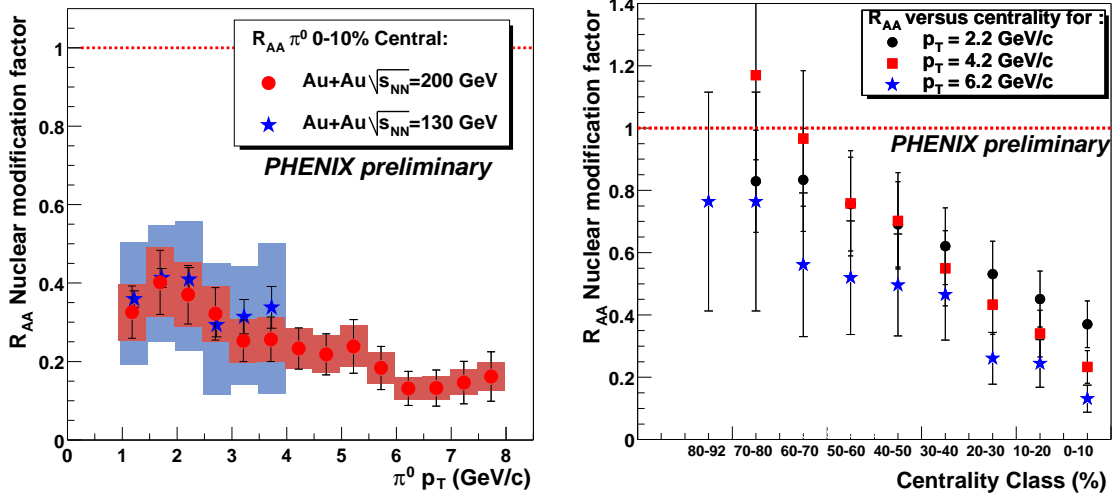 R_AA Nuclear modification factor
1
0.8
0.6
0.4
0.2
0
R_AA π⁰ 0-10% Central:
Au+Au √s_NN=200 GeV
Au+Au √s_NN=130 GeV
PHENIX preliminary
0 1 2 3 4 5 6 7 8
π⁰ p_T (GeV/c)
R_AA Nuclear modification factor
1.4
1.2
1
0.8
0.6
0.4
0.2
0
R_AA versus centrality for :
p_T = 2.2 GeV/c
p_T = 4.2 GeV/c
p_T = 6.2 GeV/c
PHENIX preliminary
80-92 70-80 60-70 50-60 40-50 30-40 20-30 10-20 0-10
Centrality Class (%)